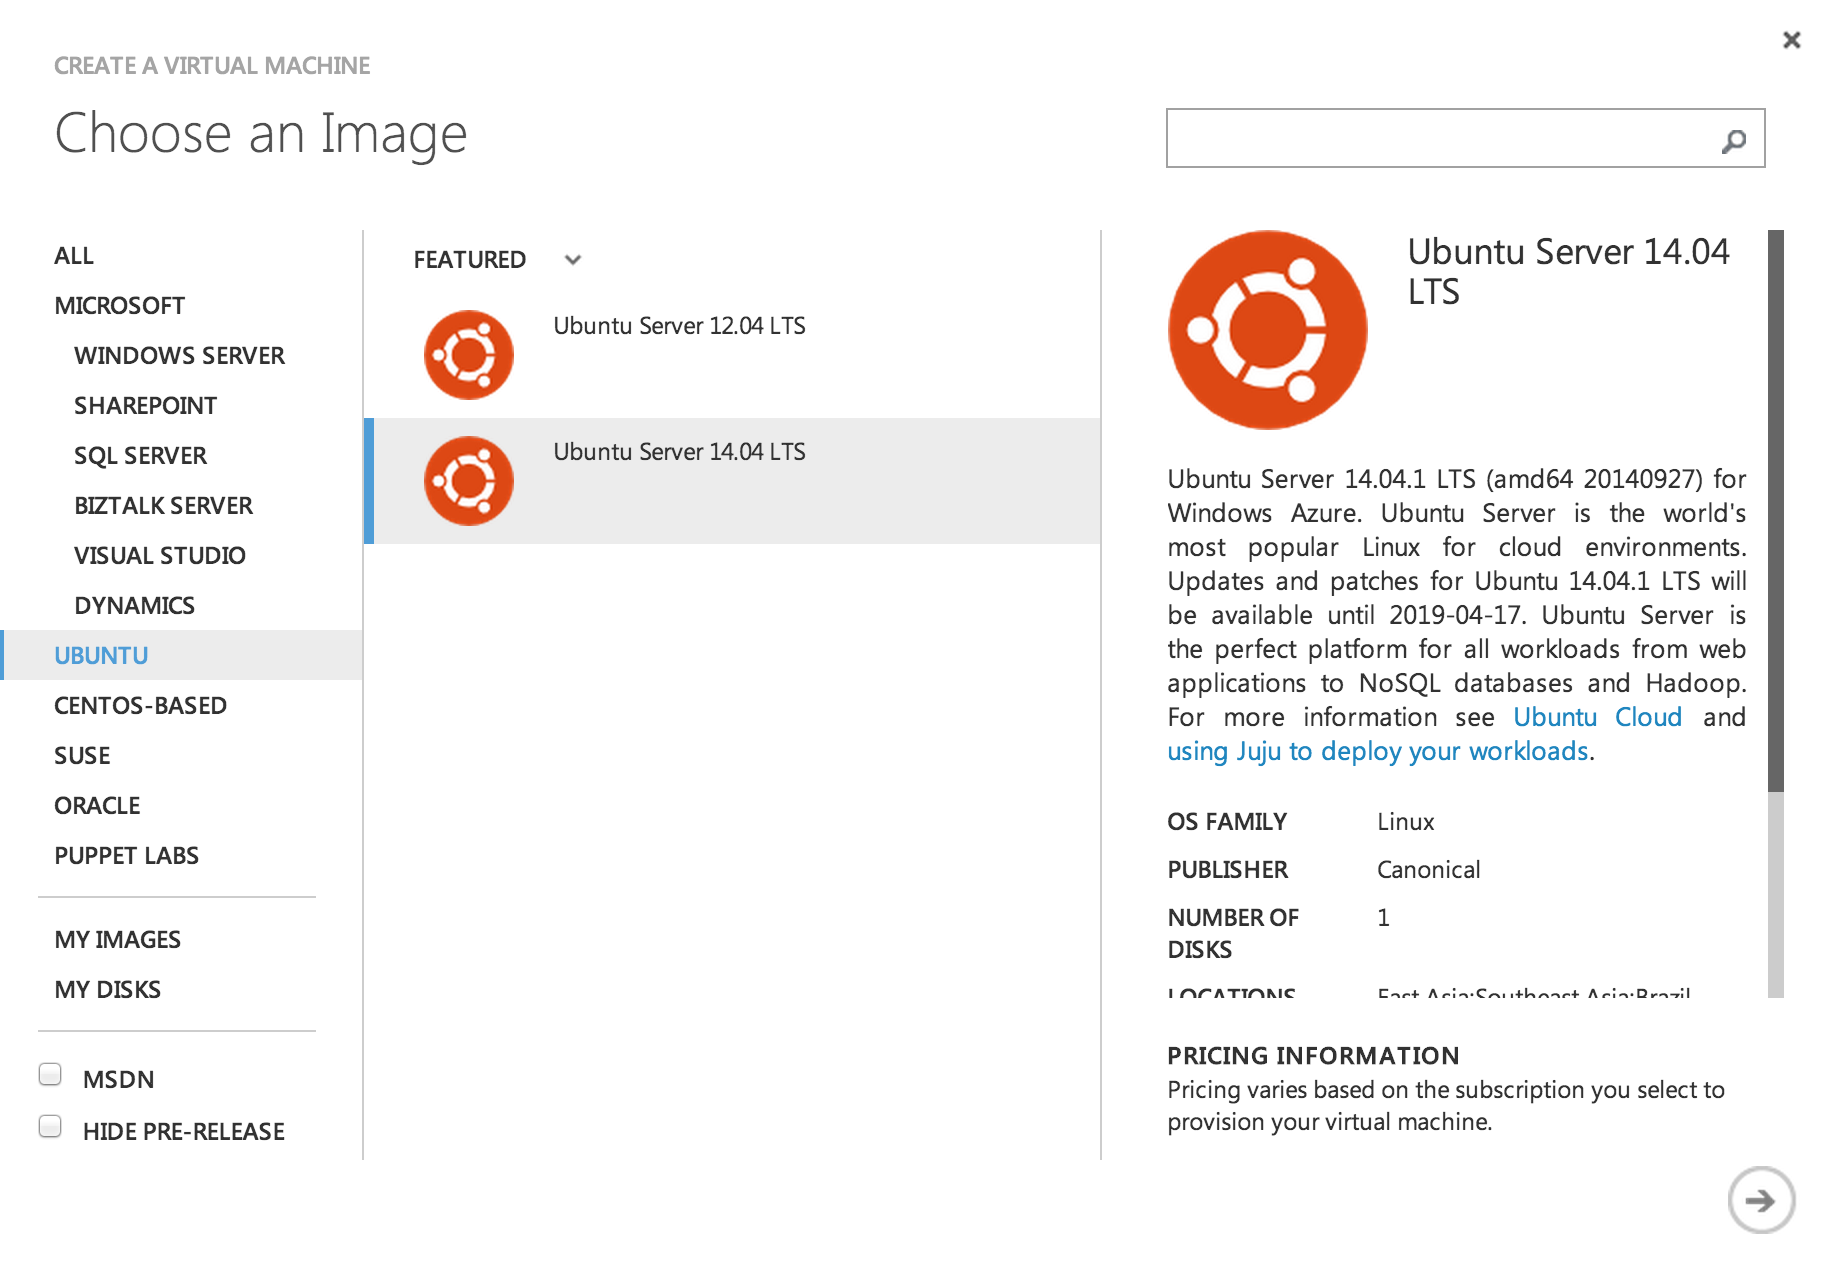 CREATE A VIRTUAL MACHINE
Choose an Image
ALL
MICROSOFT
WINDOWS SERVER
SHAREPOINT
SQL SERVER
BIZTALK SERVER
VISUAL STUDIO
DYNAMICS
UBUNTU
CENTOS-BASED
SUSE
ORACLE
PUPPET LABS
MY IMAGES
MY DISKS
MSDN
HIDE PRE-RELEASE
FEATURED
Ubuntu Server 12.04 LTS
Ubuntu Server 14.04 LTS
Ubuntu Server 14.04
LTS
Ubuntu Server 14.04.1 LTS (amd64 20140927) for
Windows Azure. Ubuntu Server is the world's
most popular Linux for cloud environments.
Updates and patches for Ubuntu 14.04.1 LTS will
be available until 2019-04-17. Ubuntu Server is
the perfect platform for all workloads from web
applications to NoSQL databases and Hadoop.
For more information see Ubuntu Cloud and
using Juju to deploy your workloads.
OS FAMILY Linux
PUBLISHER Canonical
NUMBER OF 1
DISKS
LOCATIONS East Asia;Southeast Asia;Brazil
PRICING INFORMATION
Pricing varies based on the subscription you select to
provision your virtual machine.